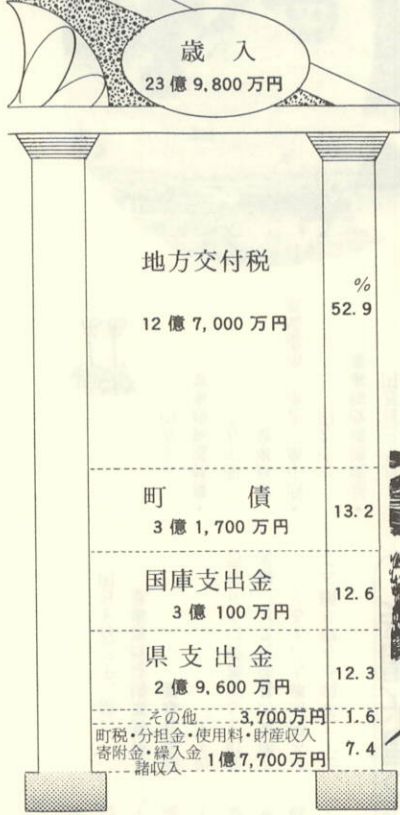 歳入
23億9,800万円
地方交付税
%
12億7,000万円 52.9
町債
3億1,700万円 13.2
国庫支出金
3億100万円 12.6
県支出金
2億9,600万円 12.3
その他 3,700万円 1.6
町税・分担金・使用料・財産収入
寄附金・繰入金
諸収入 1億7,700万円 7.4